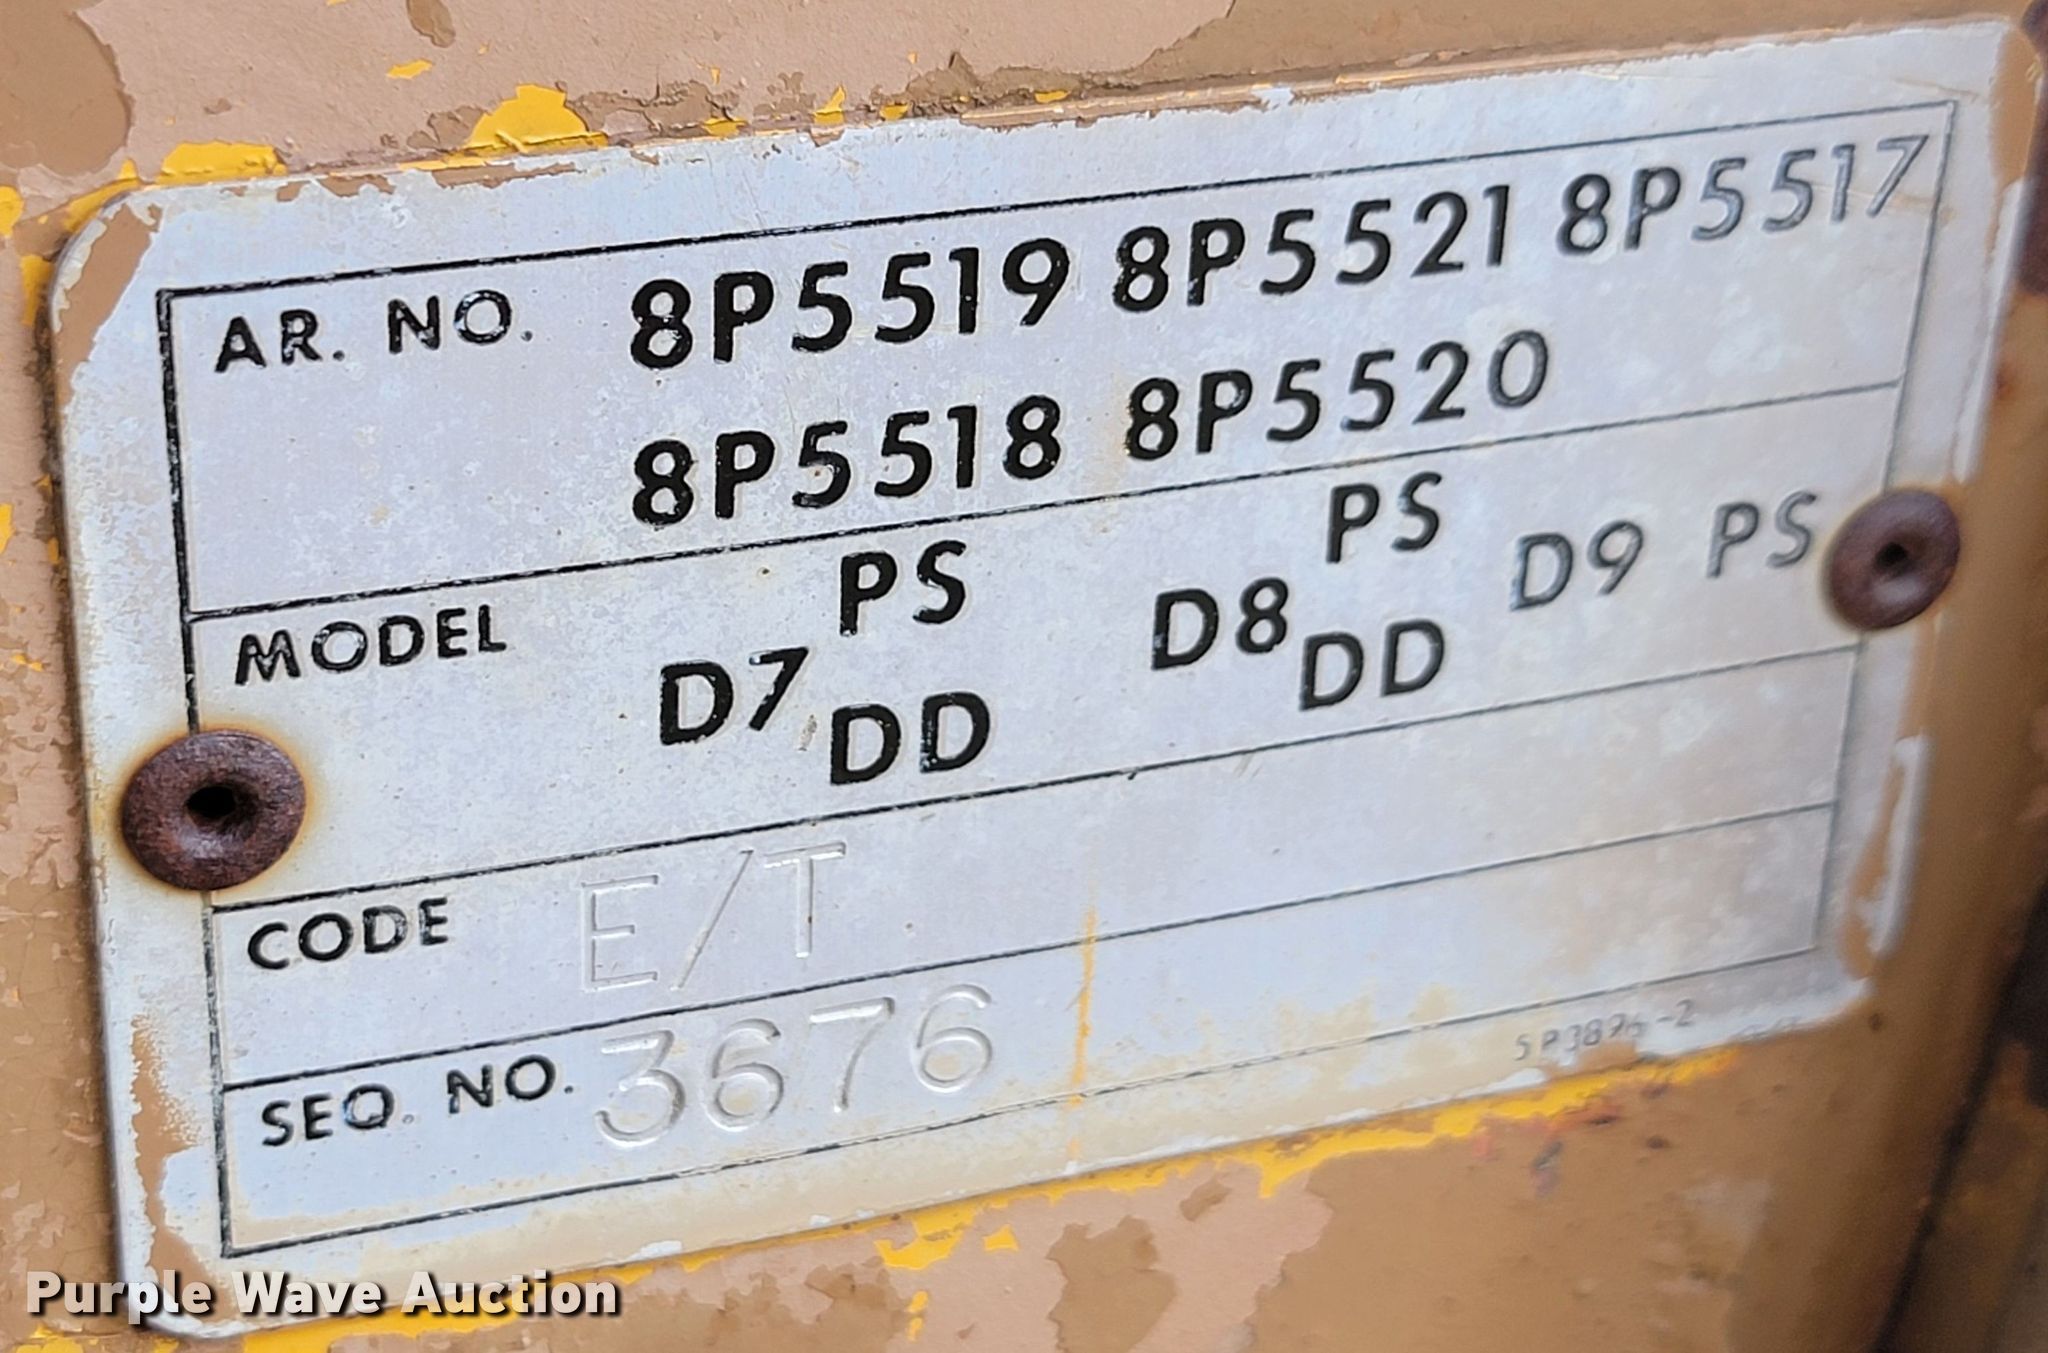 AR. NO. 8P5519 8P5521 8P5517
8P5518 8P5520
MODEL D7 PS DD D8 PS DD D9 PS
CODE E/T
SEQ. NO. 3676
Purple Wave Auction